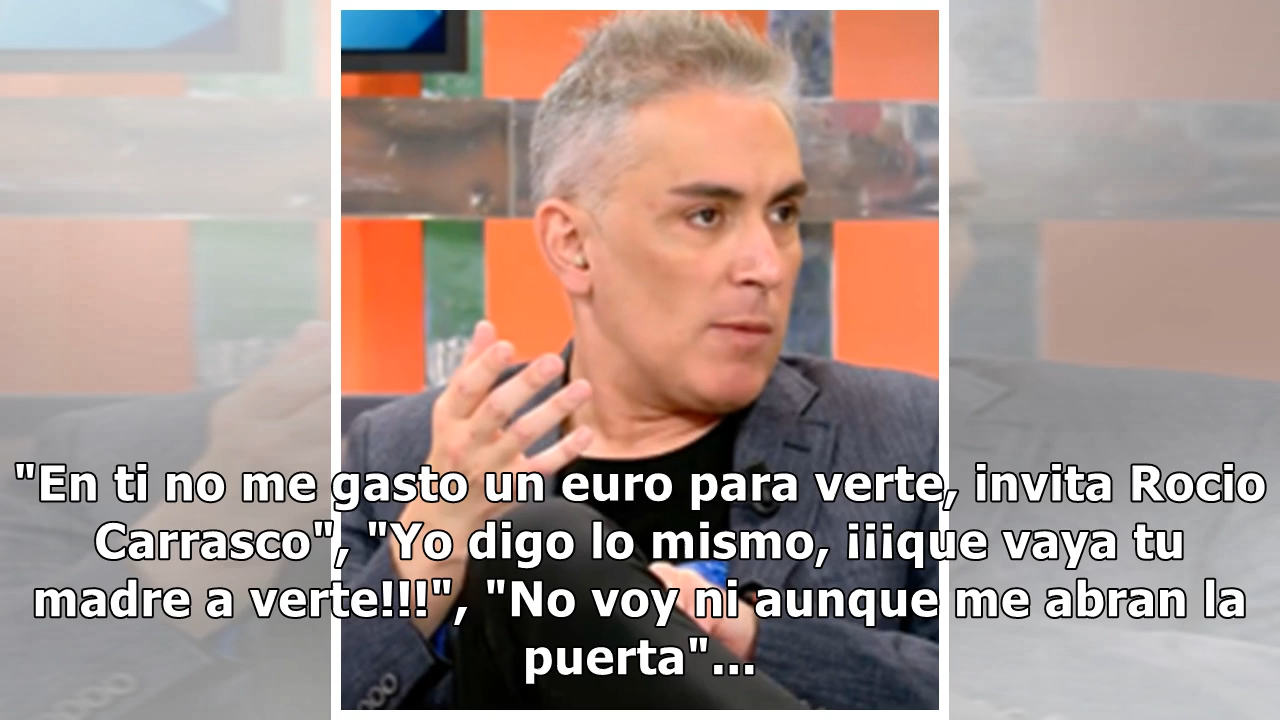 "En ti no me gasto un euro para verte, invita Rocio
Carrasco", "Yo digo lo mismo, ¡¡¡que vaya tu
madre a verte!!!", "No voy ni aunque me abran la
puerta"...